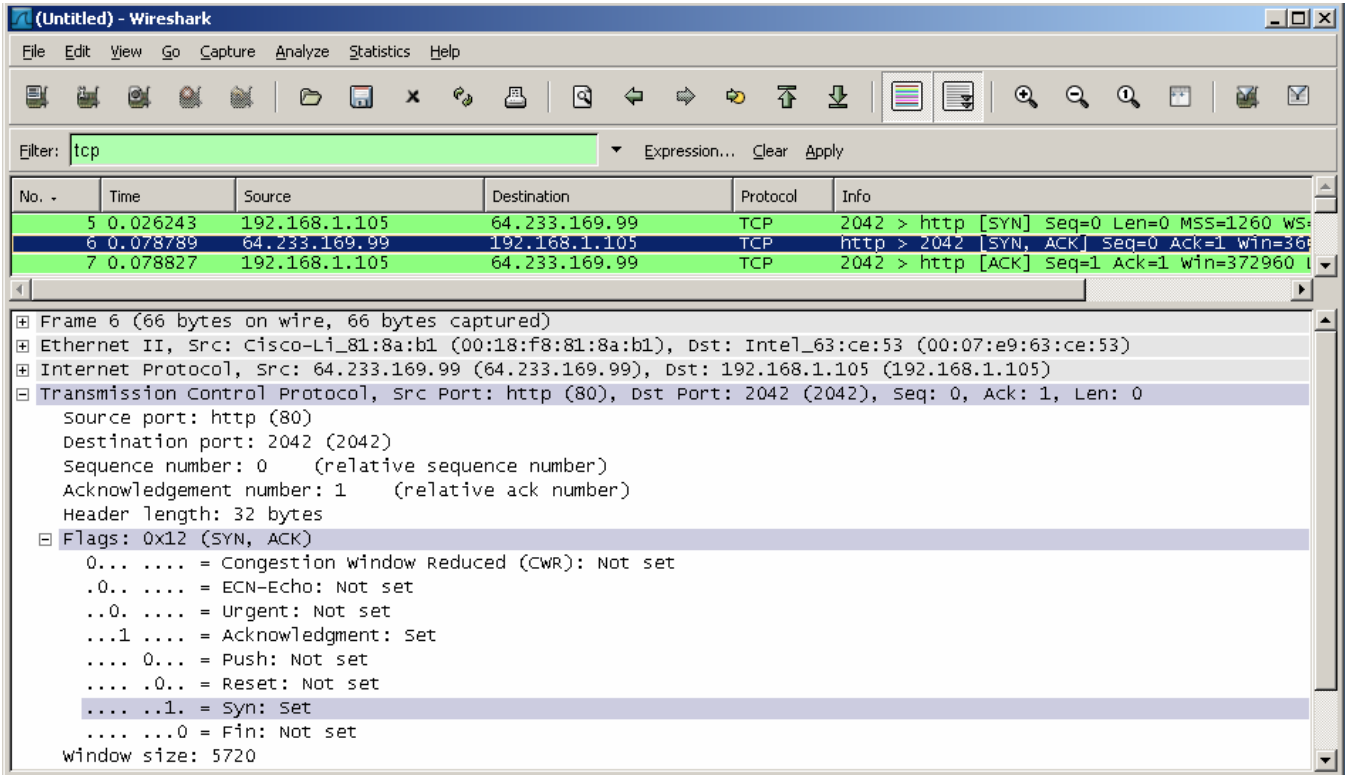 (Untitled) - Wireshark
File Edit View Go Capture Analyze Statistics Help
Filter: tcp Expression... Clear Apply
No. Time Source Destination Protocol Info
5 0.026243 192.168.1.105 64.233.169.99 TCP 2042 > http [SYN] Seq=0 Len=0 MSS=1260 WS=
6 0.078789 64.233.169.99 192.168.1.105 TCP http > 2042 [SYN, ACK] Seq=0 Ack=1 Win=36
7 0.078827 192.168.1.105 64.233.169.99 TCP 2042 > http [ACK] Seq=1 Ack=1 Win=372960
Frame 6 (66 bytes on wire, 66 bytes captured)
Ethernet II, Src: Cisco-Li_81:8a:b1 (00:18:f8:81:8a:b1), Dst: Intel_63:ce:53 (00:07:e9:63:ce:53)
Internet Protocol, Src: 64.233.169.99 (64.233.169.99), Dst: 192.168.1.105 (192.168.1.105)
Transmission Control Protocol, Src Port: http (80), Dst Port: 2042 (2042), Seq: 0, Ack: 1, Len: 0
Source port: http (80)
Destination port: 2042 (2042)
Sequence number: 0 (relative sequence number)
Acknowledgement number: 1 (relative ack number)
Header length: 32 bytes
Flags: 0x12 (SYN, ACK)
0... .... = Congestion Window Reduced (CWR): Not set
.0.. .... = ECN-Echo: Not set
..0. .... = Urgent: Not set
...1 .... = Acknowledgment: Set
.... 0... = Push: Not set
.... .0.. = Reset: Not set
.... ..1. = Syn: Set
.... ...0 = Fin: Not set
Window size: 5720